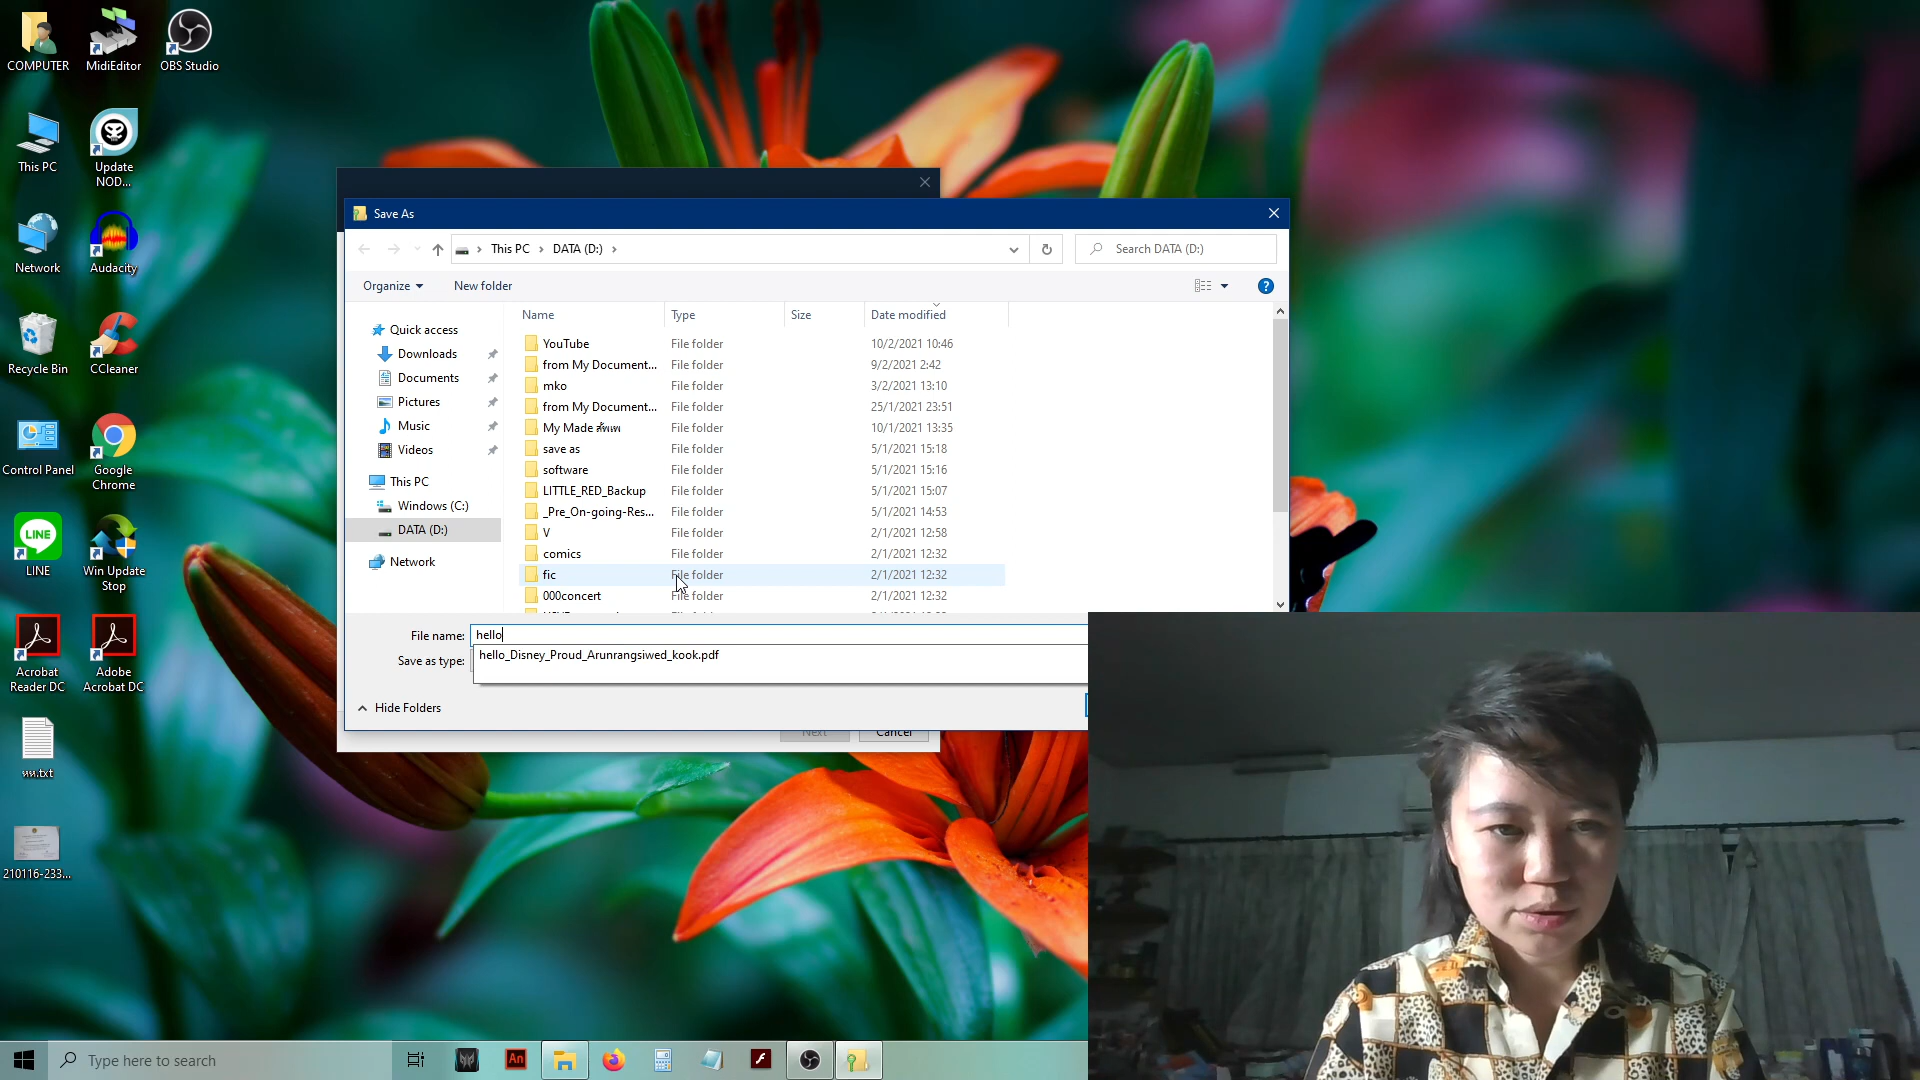 COMPUTER
MidiEditor
OBS Studio
This PC
Update
NOD...
Network
Audacity
Recycle Bin
CCleaner
Control Panel
Google
Chrome
LINE
LINE
Win Update
Stop
Acrobat
Reader DC
Adobe
Acrobat DC
หห.txt
210116-233...
Save As
This PC
DATA (D:)
Search DATA (D:)
Organize
New folder
Quick access
Downloads
Documents
Pictures
Music
Videos
This PC
Windows (C:)
DATA (D:)
Network
Name Type Size Date modified
YouTube File folder 10/2/2021 10:46
from My Document... File folder 9/2/2021 2:42
mko File folder 3/2/2021 13:10
from My Document... File folder 25/1/2021 23:51
My Made ศัพเพ File folder 10/1/2021 13:35
save as File folder 5/1/2021 15:18
software File folder 5/1/2021 15:16
LITTLE_RED_Backup File folder 5/1/2021 15:07
_Pre_On-going-Res... File folder 5/1/2021 14:53
V File folder 2/1/2021 12:58
comics File folder 2/1/2021 12:32
fic File folder 2/1/2021 12:32
000concert File folder 2/1/2021 12:32
File name: hello
hello_Disney_Proud_Arunrangsiwed_kook.pdf
Save as type:
Hide Folders
Next
Cancel
Type here to search
An